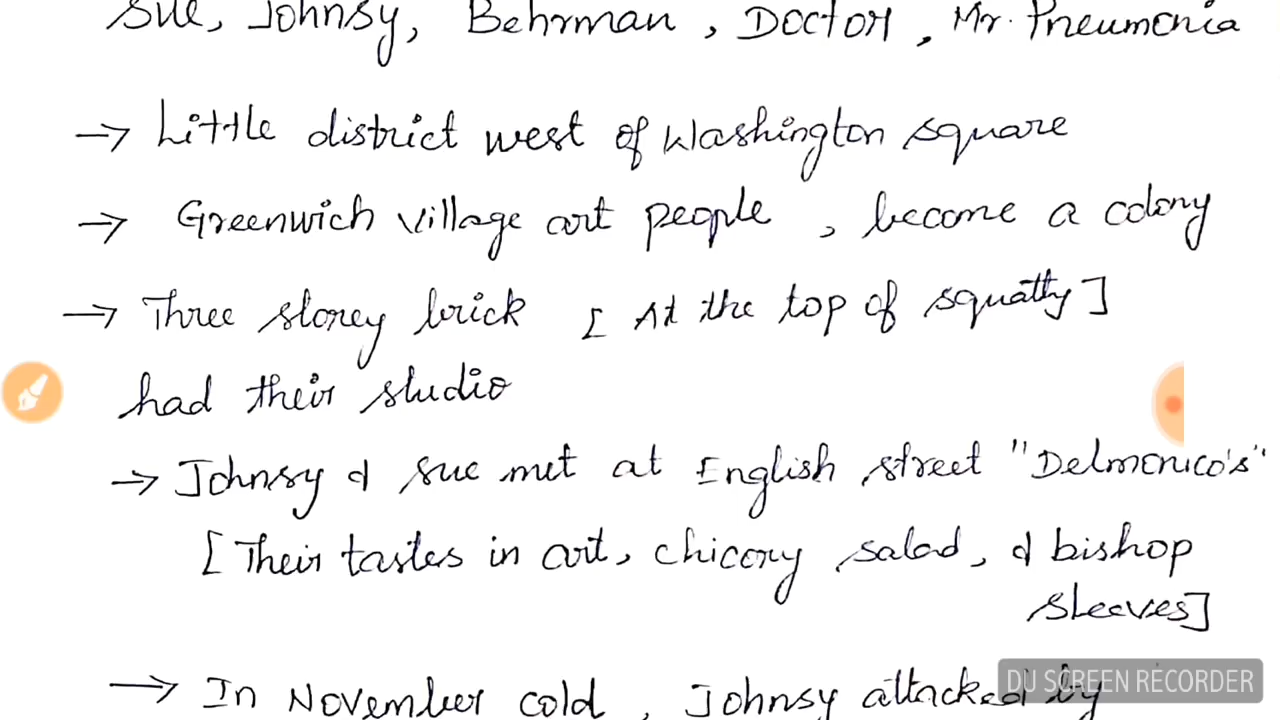 Sue, Johnsy, Behrman, Doctor, Mr. Pneumonia
→ Little district west of Washington square
→ Greenwich village art people, become a colony
→ Three storey brick [At the top of squatty]
had their studio
→ Johnsy & Sue met at English street "Delmonico's"
[Their tastes in art, chicory salad, & bishop
sleeves]
→ In November cold, Johnsy attacked by
DU SCREEN RECORDER